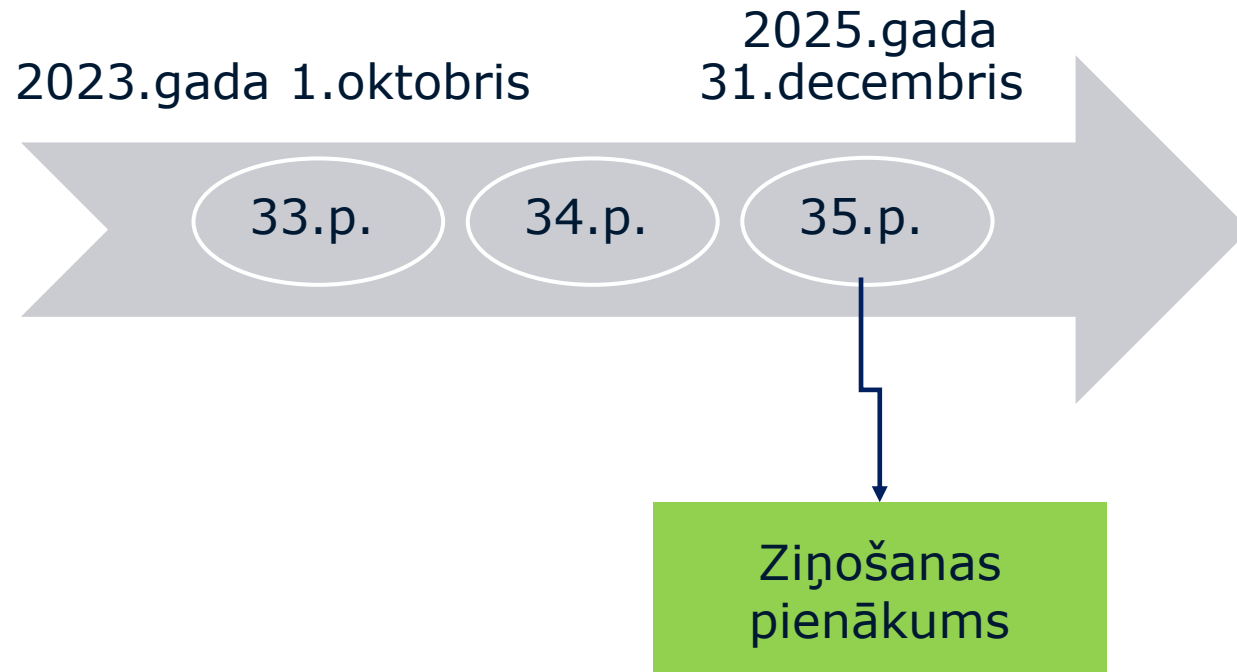 2023.gada 1.oktobris
2025.gada
31.decembris
33.p.
34.p.
35.p.
Ziņošanas
pienākums